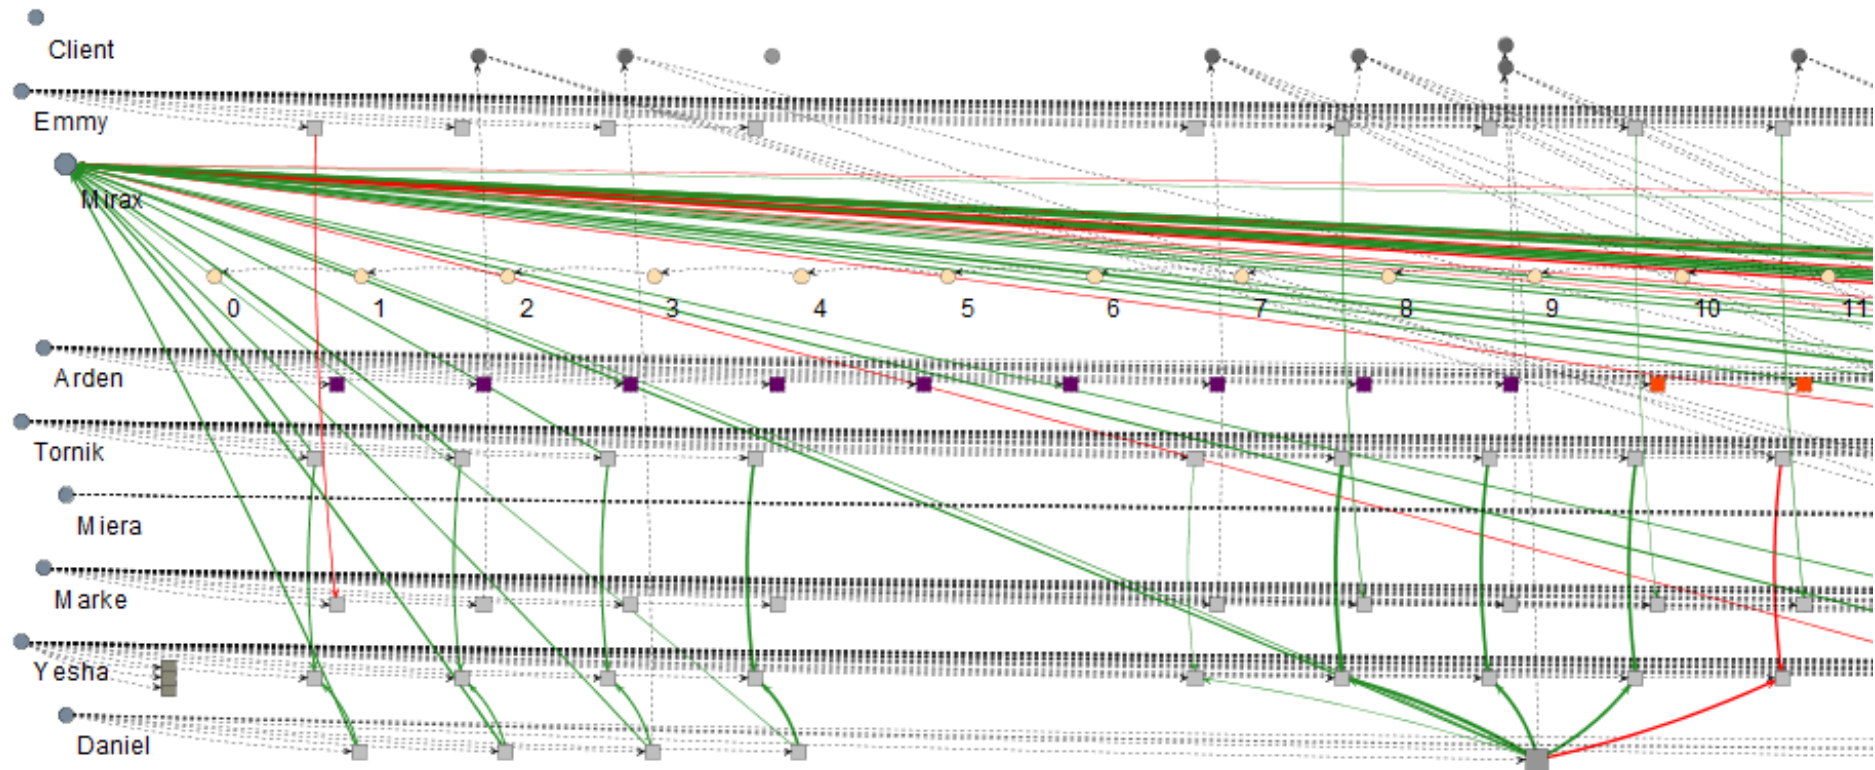 Client
Emmy
Mirax
0 1 2 3 4 5 6 7 8 9 10 11
Arden
Tornik
Miera
Marke
Yesha
Daniel